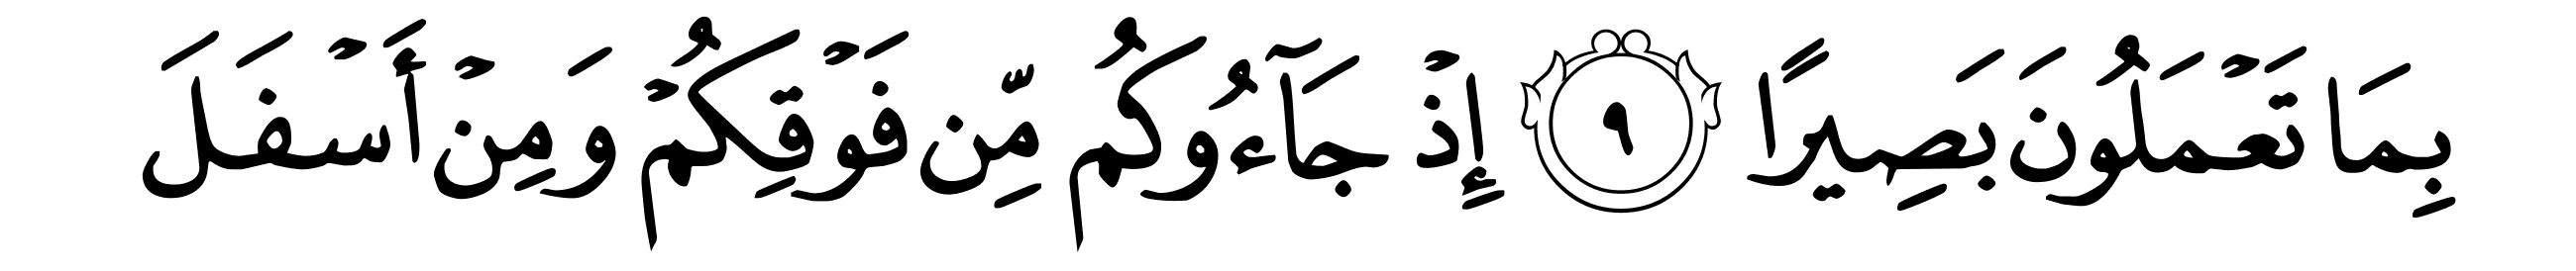 بِمَا تَعْمَلُونَ بَصِيرًا ٩ إِذْ جَآءُوكُم مِّن فَوْقِكُمْ وَمِنْ أَسْفَلَ